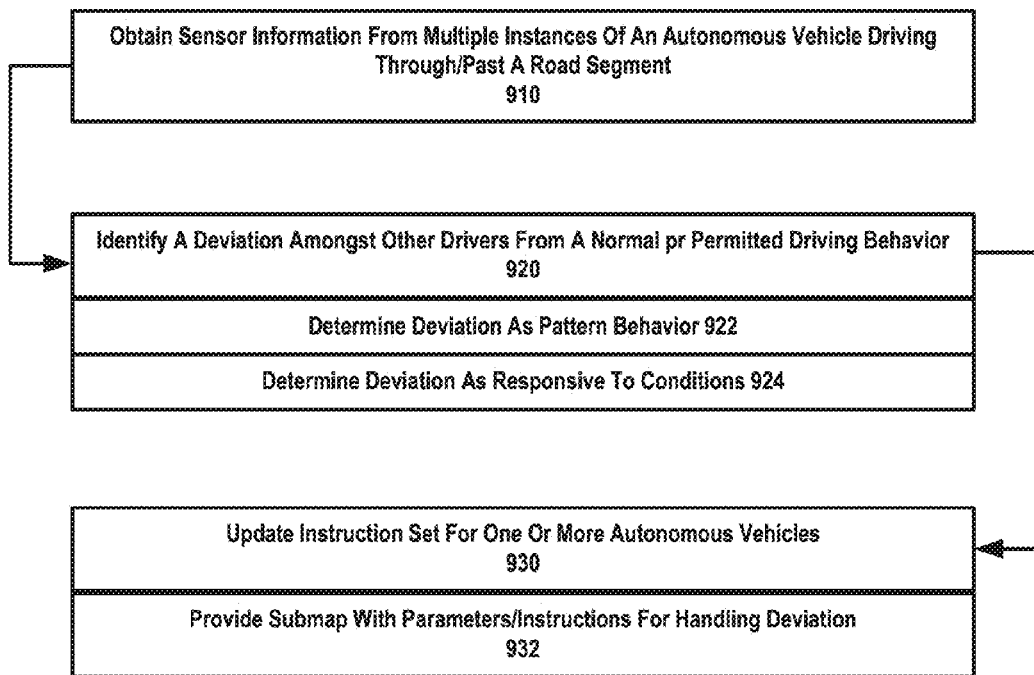 Obtain Sensor Information From Multiple Instances Of An Autonomous Vehicle Driving
Through/Past A Road Segment
910
Identify A Deviation Amongst Other Drivers From A Normal pr Permitted Driving Behavior
920
Determine Deviation As Pattern Behavior 922
Determine Deviation As Responsive To Conditions 924
Update Instruction Set For One Or More Autonomous Vehicles
930
Provide Submap With Parameters/Instructions For Handling Deviation
932